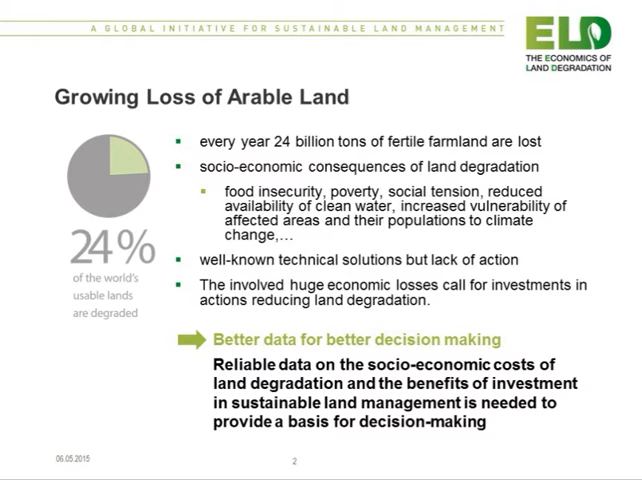 A GLOBAL INITIATIVE FOR SUSTAINABLE LAND MANAGEMENT
ELD
THE ECONOMICS OF
LAND DEGRADATION
Growing Loss of Arable Land
every year 24 billion tons of fertile farmland are lost
socio-economic consequences of land degradation
food insecurity, poverty, social tension, reduced
availability of clean water, increased vulnerability of
affected areas and their populations to climate
change,…
well-known technical solutions but lack of action
The involved huge economic losses call for investments in
actions reducing land degradation.
24%
of the world's
usable lands
are degraded
Better data for better decision making
Reliable data on the socio-economic costs of
land degradation and the benefits of investment
in sustainable land management is needed to
provide a basis for decision-making
06.05.2015
2